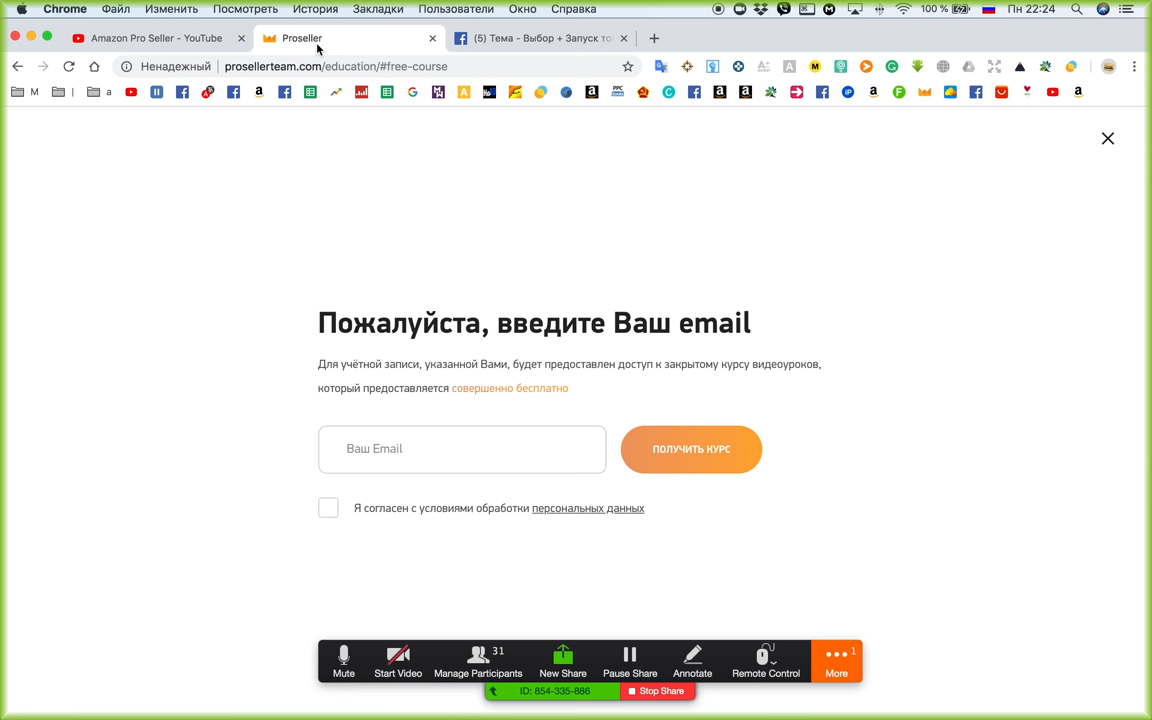 Chrome Файл Изменить Посмотреть История Закладки Пользователи Окно Справка 100 % Пн 22:24
Amazon Pro Seller - YouTube Proseller (5) Тема - Выбор + Запуск то
Ненадежный prosellerteam.com/education/#free-course
М а
Пожалуйста, введите Ваш email
Для учётной записи, указанной Вами, будет предоставлен доступ к закрытому курсу видеоуроков,
который предоставляется совершенно бесплатно
Ваш Email ПОЛУЧИТЬ КУРС
Я согласен с условиями обработки персональных данных
31 1
Mute Start Video Manage Participants New Share Pause Share Annotate Remote Control More
ID: 854-335-886 Stop Share